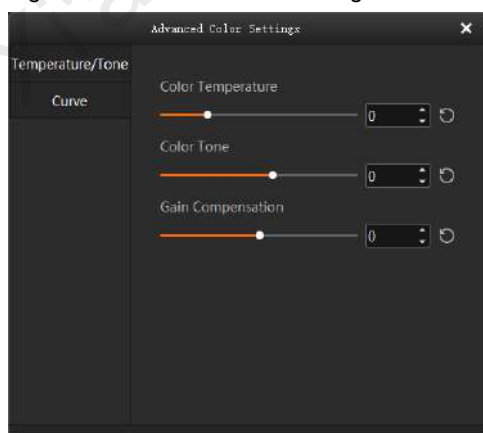 Advanced Color Settings
Temperature/Tone
Curve
Color Temperature
0
Color Tone
0
Gain Compensation
0